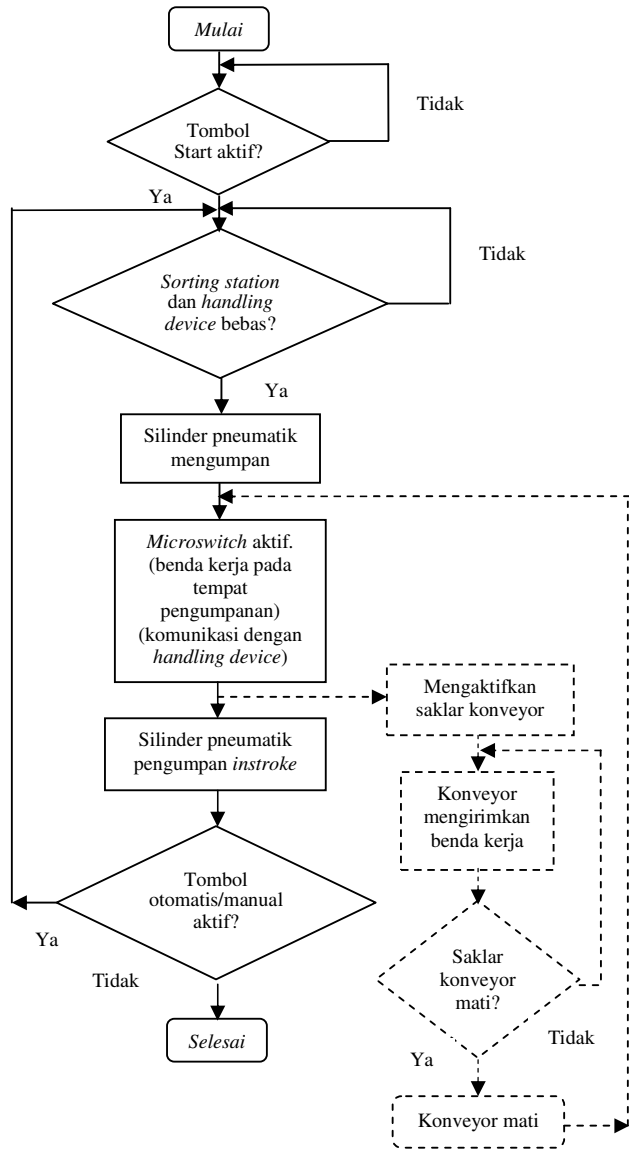 Mulai
Tidak
Tombol
Start aktif?
Ya
Tidak
Sorting station
dan handling
device bebas?
Ya
Silinder pneumatik
mengumpan
Microswitch aktif.
(benda kerja pada
tempat
pengumpanan)
(komunikasi dengan
handling device)
Mengaktifkan
saklar konveyor
Silinder pneumatik
pengumpan instroke
Konveyor
mengirimkan
benda kerja
Tombol
otomatis/manual
aktif?
Ya
Tidak
Saklar
konveyor
mati?
Tidak
Ya
Selesai
Konveyor mati